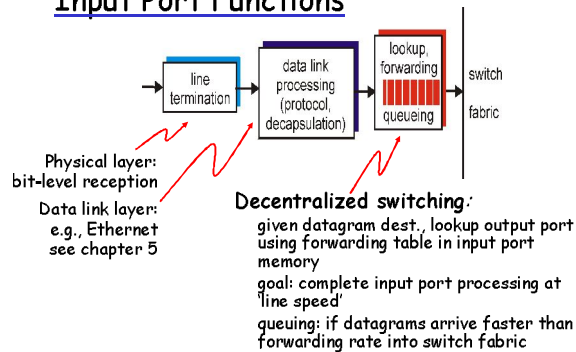 Input Port Functions
line
termination
data link
processing
(protocol,
decapsulation)
lookup,
forwarding
queueing
switch
fabric
Physical layer:
bit-level reception
Data link layer:
e.g., Ethernet
see chapter 5
Decentralized switching:
given datagram dest., lookup output port
using forwarding table in input port
memory
goal: complete input port processing at
‘line speed’
queuing: if datagrams arrive faster than
forwarding rate into switch fabric